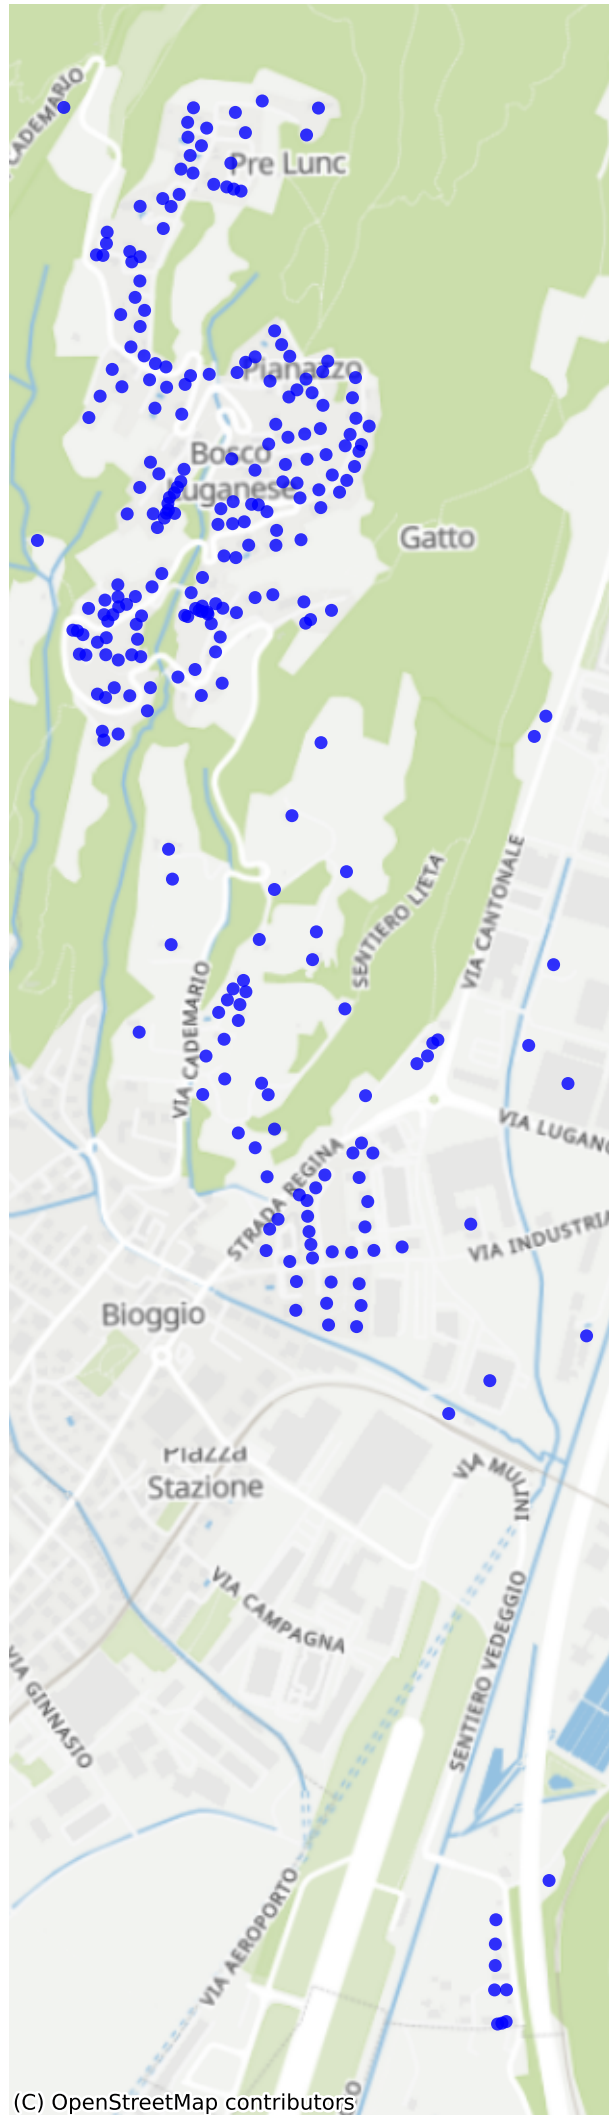 CADEMARIO
Pre Lunc
Pianazzo
Bosco
Luganese
Gatto
VIA CANTONALE
SENTIERO LIETA
VIA CADEMARIO
VIA LUGANO
STRADA REGINA
VIA INDUSTRIA
Bioggio
Piazza
Stazione
VIA MULINI
VIA CAMPAGNA
SENTIERO VEDEGGIO
VIA GINNASIO
VIA AEROPORTO
(C) OpenStreetMap contributors